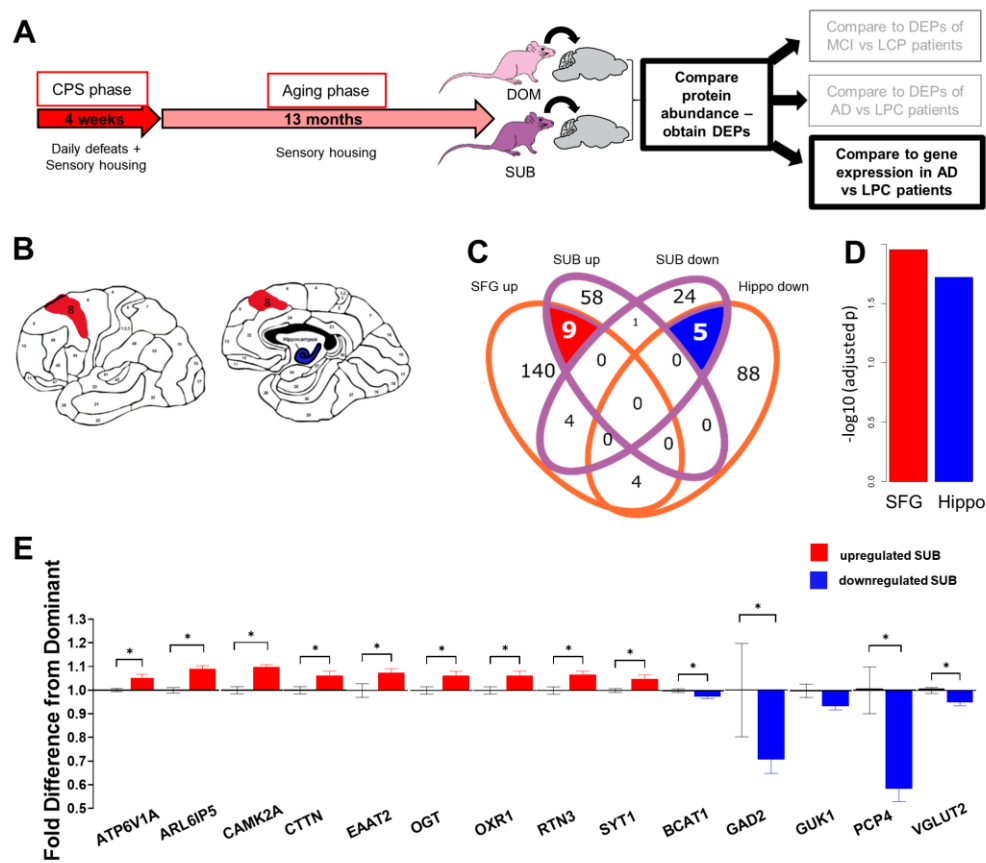 A
CPS phase
Aging phase
4 weeks
13 months
Daily defeats +
Sensory housing
Sensory housing
DOM
SUB
Compare
protein
abundance –
obtain DEPs
Compare to DEPs of
MCI vs LCP patients
Compare to DEPs of
AD vs LPC patients
Compare to gene
expression in AD
vs LPC patients
B
8
8
Hippocampus
C
SUB up
SUB down
SFG up
Hippo down
58
24
1
9
5
0
0
140
88
0
4
0
0
0
4
D
-log10 (adjusted p)
1.5
1.0
0.5
0.0
SFG
Hippo
E
upregulated SUB
downregulated SUB
Fold Difference from Dominant
1.3
1.2
1.1
1.0
0.9
0.8
0.7
0.6
0.5
*
*
*
*
*
*
*
*
*
*
*
*
*
ATP6V1A
ARL6IP5
CAMK2A
CTTN
EAAT2
OGT
OXR1
RTN3
SYT1
BCAT1
GAD2
GUK1
PCP4
VGLUT2